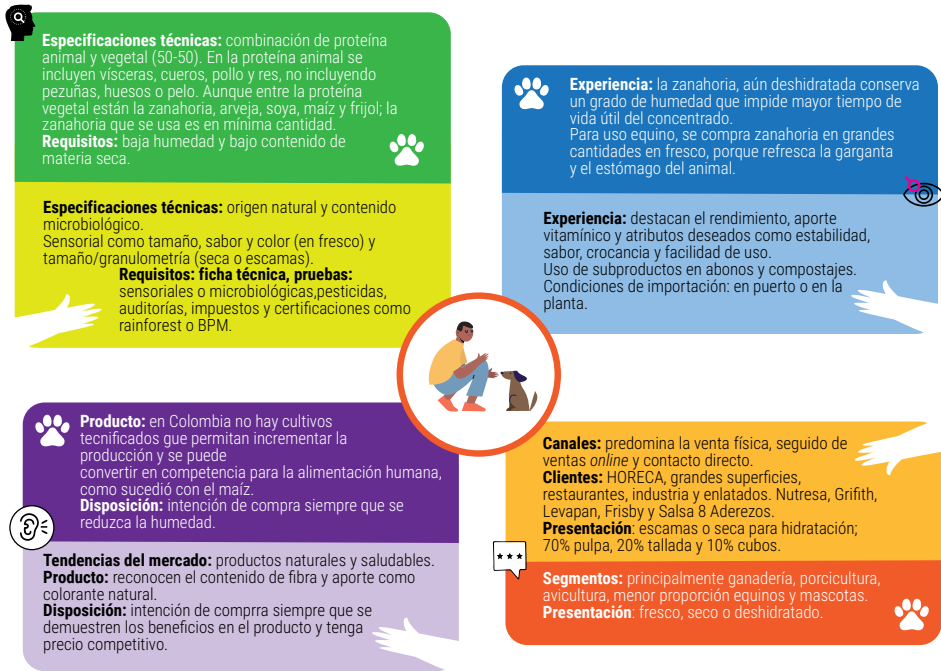 Especificaciones técnicas: combinación de proteína
animal y vegetal (50-50). En la proteína animal se
incluyen vísceras, cueros, pollo y res, no incluyendo
pezuñas, huesos o pelo. Aunque entre la proteína
vegetal están la zanahoria, arveja, soya, maíz y frijol; la
zanahoria que se usa es en mínima cantidad.
Requisitos: baja humedad y bajo contenido de
materia seca.
Especificaciones técnicas: origen natural y contenido
microbiológico.
Sensorial como tamaño, sabor y color (en fresco) y
tamaño/granulometría (seca o escamas).
Requisitos: ficha técnica, pruebas:
sensoriales o microbiológicas,pesticidas,
auditorías, impuestos y certificaciones como
rainforest o BPM.
Experiencia: la zanahoria, aún deshidratada conserva
un grado de humedad que impide mayor tiempo de
vida útil del concentrado.
Para uso equino, se compra zanahoria en grandes
cantidades en fresco, porque refresca la garganta
y el estómago del animal.
Experiencia: destacan el rendimiento, aporte
vitamínico y atributos deseados como estabilidad,
sabor, crocancia y facilidad de uso.
Uso de subproductos en abonos y compostajes.
Condiciones de importación: en puerto o en la
planta.
Producto: en Colombia no hay cultivos
tecnificados gue permitan incrementar la
producción y se puede
convertir en competencia para la alimentación humana,
como sucedió con el maíz.
Disposición: intención de compra siempre que se
reduzca la humedad.
Tendencias del mercado: productos naturales y saludables.
Producto: reconocen el contenido de fibra y aporte como
colorante natural.
Disposición: intención de comprra siempre que se
demuestren los beneficios en el producto y tenga
precio competitivo.
Canales: predomina la venta física, seguido de
ventas online y contacto directo.
Clientes: HORECA, grandes superficies,
restaurantes, industria y enlatados. Nutresa, Grifith,
Levapan, Frisby y Salsa 8 Aderezos.
Presentación: escamas o seca para hidratación;
70% pulpa, 20% tallada y 10% cubos.
Segmentos: principalmente ganadería, porcicultura,
avicultura, menor proporción equinos y mascotas.
Presentación: fresco, seco o deshidratado.